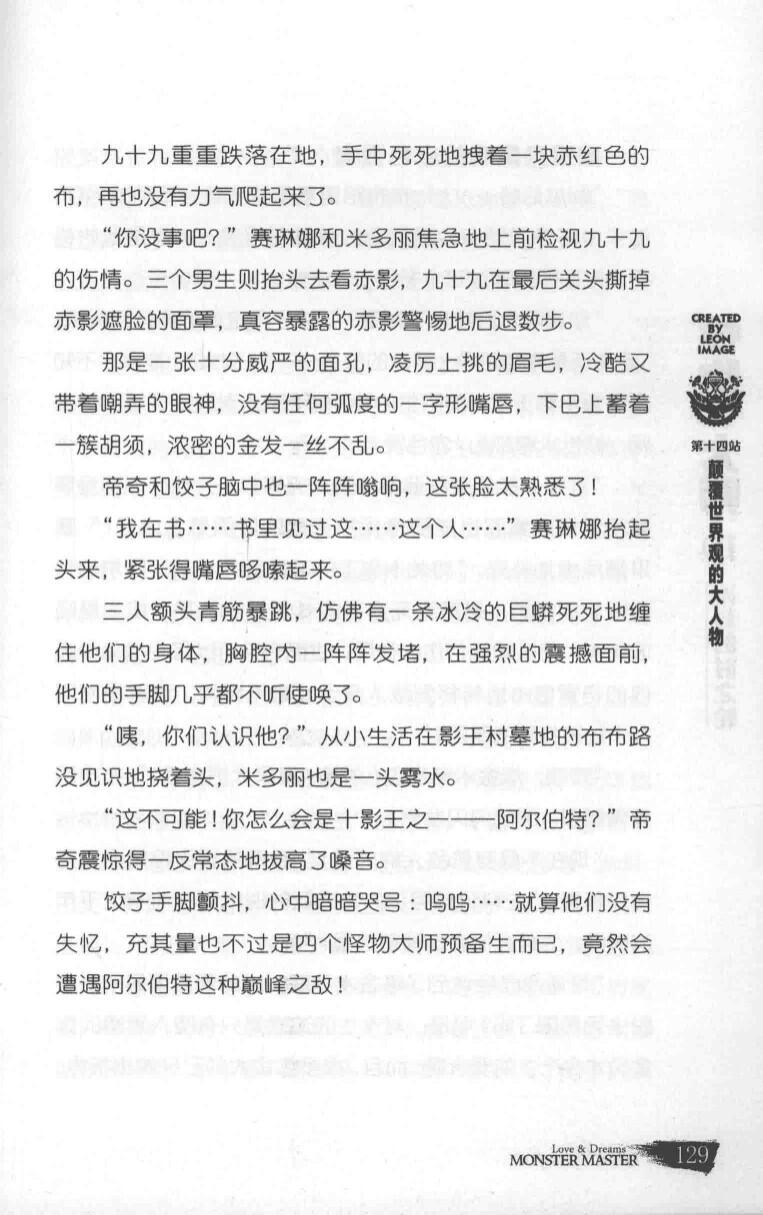 九十九重重跌落在地，手中死死地拽着一块赤红色的
布，再也没有力气爬起来了。
“你没事吧？”赛琳娜和米多丽焦急地上前检视九十九
的伤情。三个男生则抬头去看赤影，九十九在最后关头撕掉
赤影遮脸的面罩，真容暴露的赤影警惕地后退数步。
那是一张十分威严的面孔，凌厉上挑的眉毛，冷酷又
带着嘲弄的眼神，没有任何弧度的一字形嘴唇，下巴上蓄着
一簇胡须，浓密的金发一丝不乱。
帝奇和饺子脑中也一阵阵嗡响，这张脸太熟悉了！
“我在书……书里见过这……这个人……”赛琳娜抬起
头来，紧张得嘴唇哆嗦起来。
三人额头青筋暴跳，仿佛有一条冰冷的巨蟒死死地缠
住他们的身体，胸腔内一阵阵发堵，在强烈的震撼面前，
他们的手脚几乎都不听使唤了。
“咦，你们认识他？”从小生活在影王村墓地的布布路
没见识地挠着头，米多丽也是一头雾水。
“这不可能！你怎么会是十影王之一——阿尔伯特？”帝
奇震惊得一反常态地拔高了嗓音。
饺子手脚颤抖，心中暗暗哭号：呜呜……就算他们没有
失忆，充其量也不过是四个怪物大师预备生而已，竟然会
遭遇阿尔伯特这种巅峰之敌！
CREATED
BY
LEON
IMAGE
第十四站
颠覆世界观的大人物
Love & Dreams
MONSTER MASTER
129